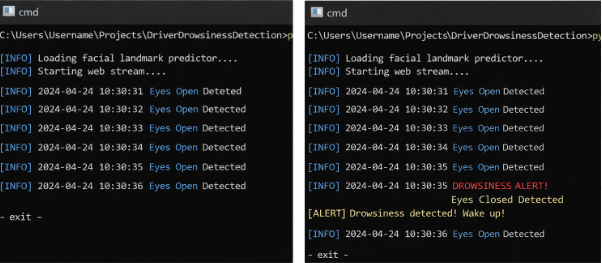 cmd
C:\Users\Username\Projects\DriverDrowsinessDetection>p
[INFO] Loading facial landmark predictor....
[INFO] Starting web stream....
[INFO] 2024-04-24 10:30:31 Eyes Open Deteted
[INFO] 2024-04-24 10:30:32 Eyes Open Detected
[INFO] 2024-04-24 10:30:33 Eyes Open Detected
[INFO] 2024-04-24 10:30:34 Eyes Open Detected
[INFO] 2024-04-24 10:30:35 Eyes Open Detected
[INFO] 2024-04-24 10:30:36 Eyes Open Detected
- exit -
cmd
C:\Users\Username\Projects\DriverDrowsinessDetection>py
[INFO] Loading facial landmark predictor....
[INFO] Starting web stream....
[INFO] 2024-04-24 10:30:31 Eyes Open Detected
[INFO] 2024-04-24 10:30:32 Eyes Open Detected
[INFO] 2024-04-24 10:30:33 Eyes Open Detected
[INFO] 2024-04-24 10:30:34 Eyes Open Detected
[INFO] 2024-04-24 10:30:35 Eyes Open Detected
[INFO] 2024-04-24 10:30:35 DROWSINESS ALERT!
Eyes Closed Detected
[ALERT] Drowsiness detected! Wake up!
[INFO] 2024-04-24 10:30:36 Eyes Open Detected
- exit -